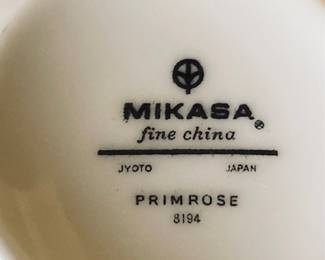 MIKASA®
fine china
JYOTO JAPAN
PRIMROSE
8194